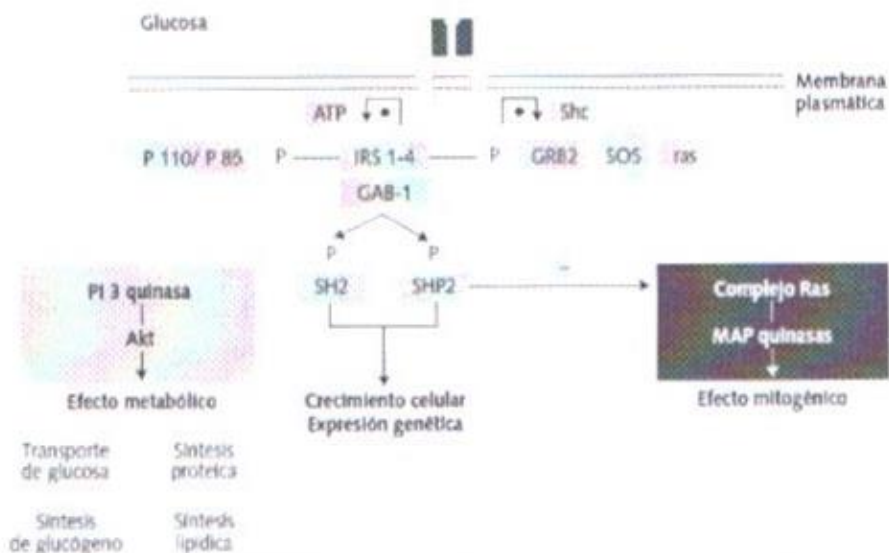 Glucosa
Membrana
plasmática
ATP
Shc
P 110/ P 85
P
IRS 1-4
P
GRB2
SOS
ras
GAB-1
P
P
SH2
SHP2
–
PI 3 quinasa
Akt
Efecto metabólico
Complejo Ras
MAP quinasas
Efecto mitogénico
Crecimiento celular
Expresión genética
Transporte
de glucosa
Síntesis
proteica
Síntesis
de glucógeno
Síntesis
lipídica